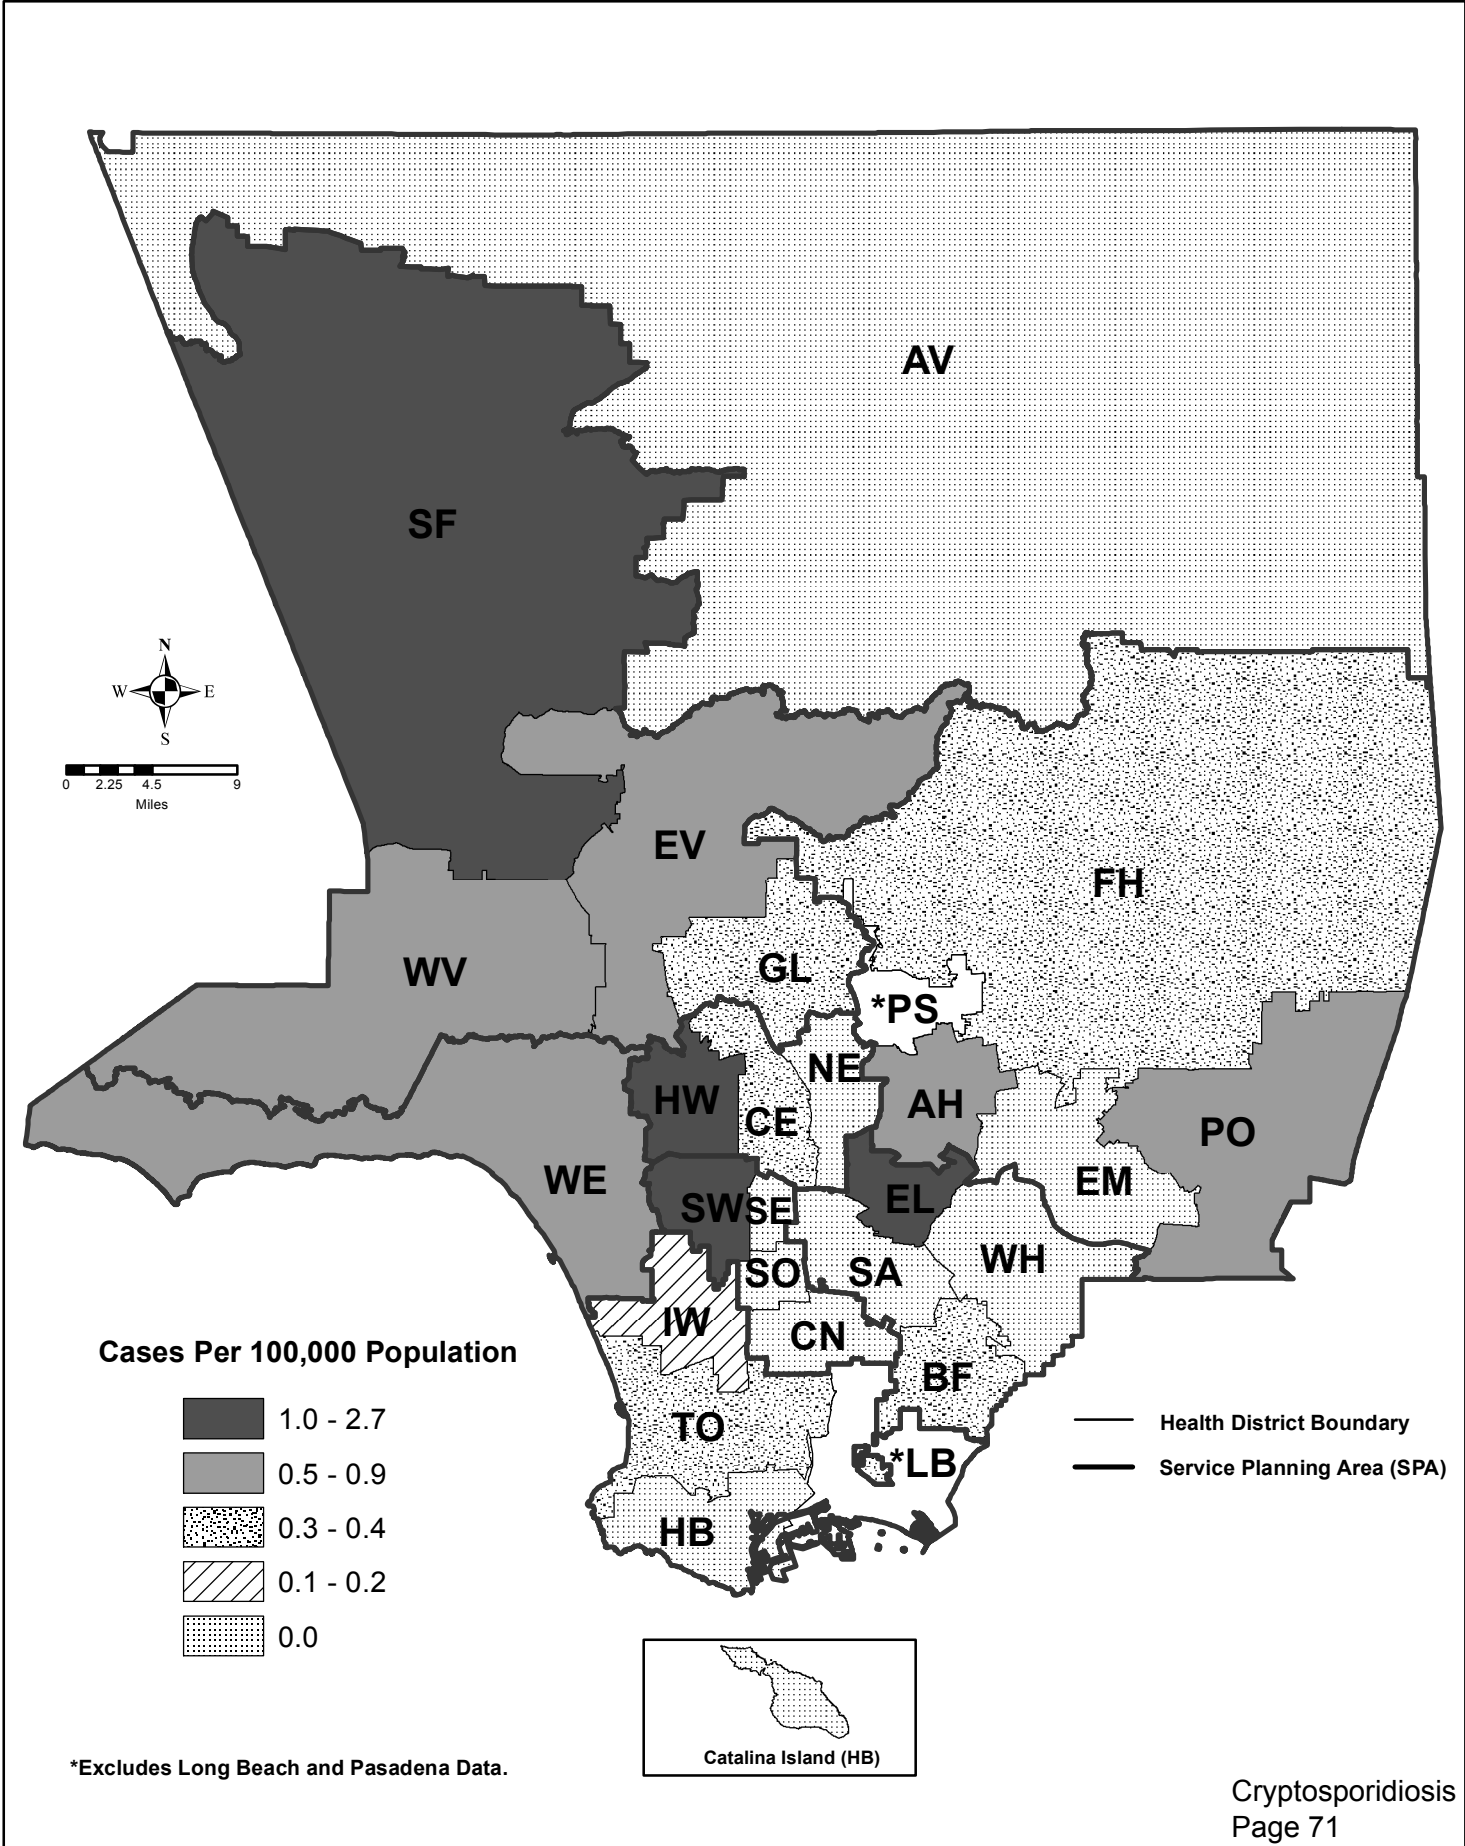 AV
SF
N
W E
S
0 2.25 4.5 9
Miles
EV
FH
WV
GL
*PS
NE
HW
AH
CE
PO
WE
EM
EL
SW
SE
WH
SO
SA
IW
CN
BF
TO
*LB
HB
Cases Per 100,000 Population
1.0 - 2.7
0.5 - 0.9
0.3 - 0.4
0.1 - 0.2
0.0
Health District Boundary
Service Planning Area (SPA)
Catalina Island (HB)
*Excludes Long Beach and Pasadena Data.
Cryptosporidiosis
Page 71